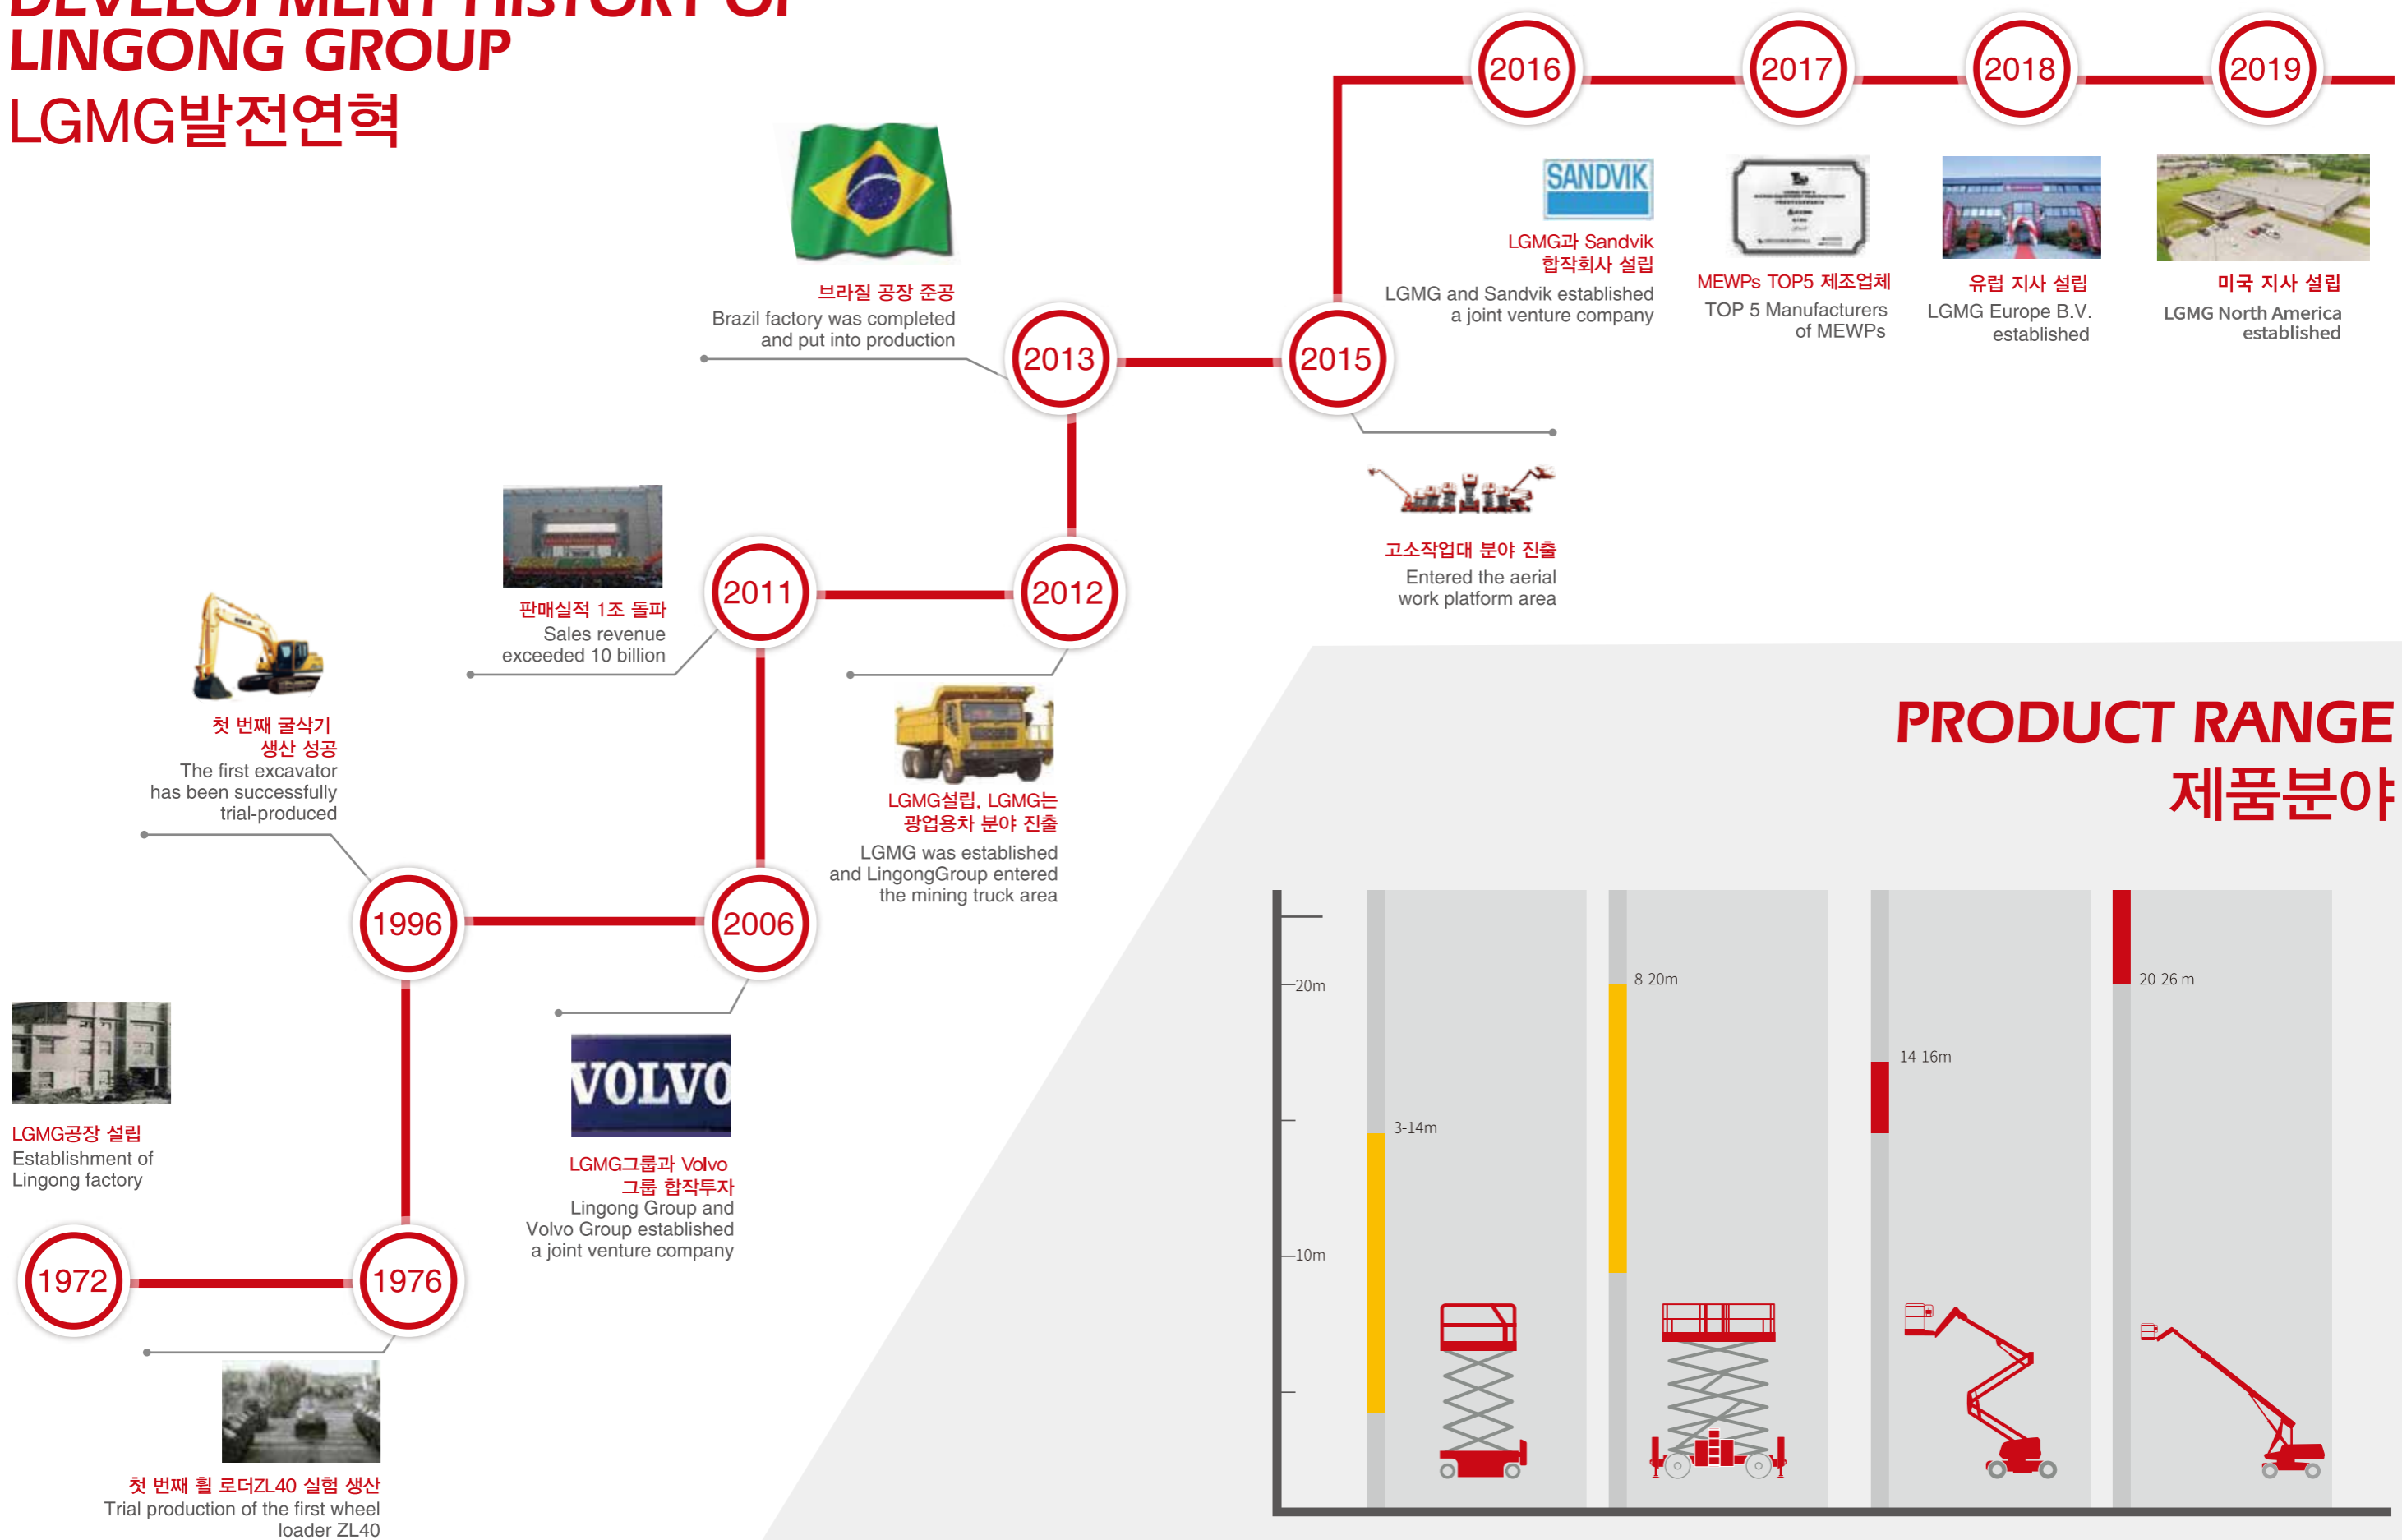 DEVELOPMENT HISTORY OF
LINGONG GROUP
LGMG발전연혁
1972
LGMG공장 설립
Establishment of
Lingong factory
1976
첫 번째 휠 로더ZL40 실험 생산
Trial production of the first wheel
loader ZL40
1996
첫 번째 굴삭기
생산 성공
The first excavator
has been successfully
trial-produced
2006
VOLVO
LGMG그룹과 Volvo
그룹 합작투자
Lingong Group and
Volvo Group established
a joint venture company
2011
판매실적 1조 돌파
Sales revenue
exceeded 10 billion
2012
LGMG설립, LGMG는
광업용차 분야 진출
LGMG was established
and LingongGroup entered
the mining truck area
2013
브라질 공장 준공
Brazil factory was completed
and put into production
2015
고소작업대 분야 진출
Entered the aerial
work platform area
2016
SANDVIK
LGMG과 Sandvik
합작회사 설립
LGMG and Sandvik established
a joint venture company
2017
MEWPs TOP5 제조업체
TOP 5 Manufacturers
of MEWPs
2018
유럽 지사 설립
LGMG Europe B.V.
established
2019
미국 지사 설립
LGMG North America
established
PRODUCT RANGE
제품분야
20m
10m
3-14m
8-20m
14-16m
20-26 m